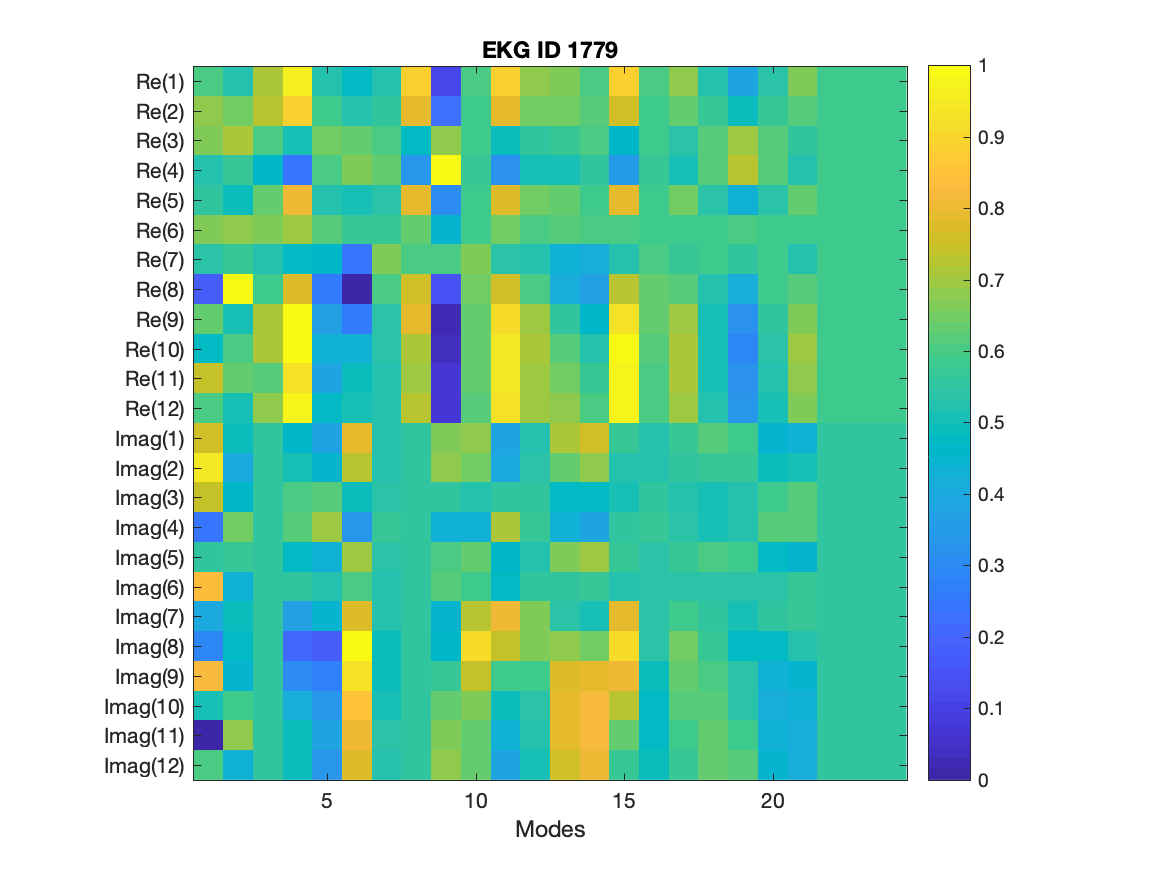 EKG ID 1779
Re(1)
Re(2)
Re(3)
Re(4)
Re(5)
Re(6)
Re(7)
Re(8)
Re(9)
Re(10)
Re(11)
Re(12)
Imag(1)
Imag(2)
Imag(3)
Imag(4)
Imag(5)
Imag(6)
Imag(7)
Imag(8)
Imag(9)
Imag(10)
Imag(11)
Imag(12)
5 10 15 20
Modes
1
0.9
0.8
0.7
0.6
0.5
0.4
0.3
0.2
0.1
0